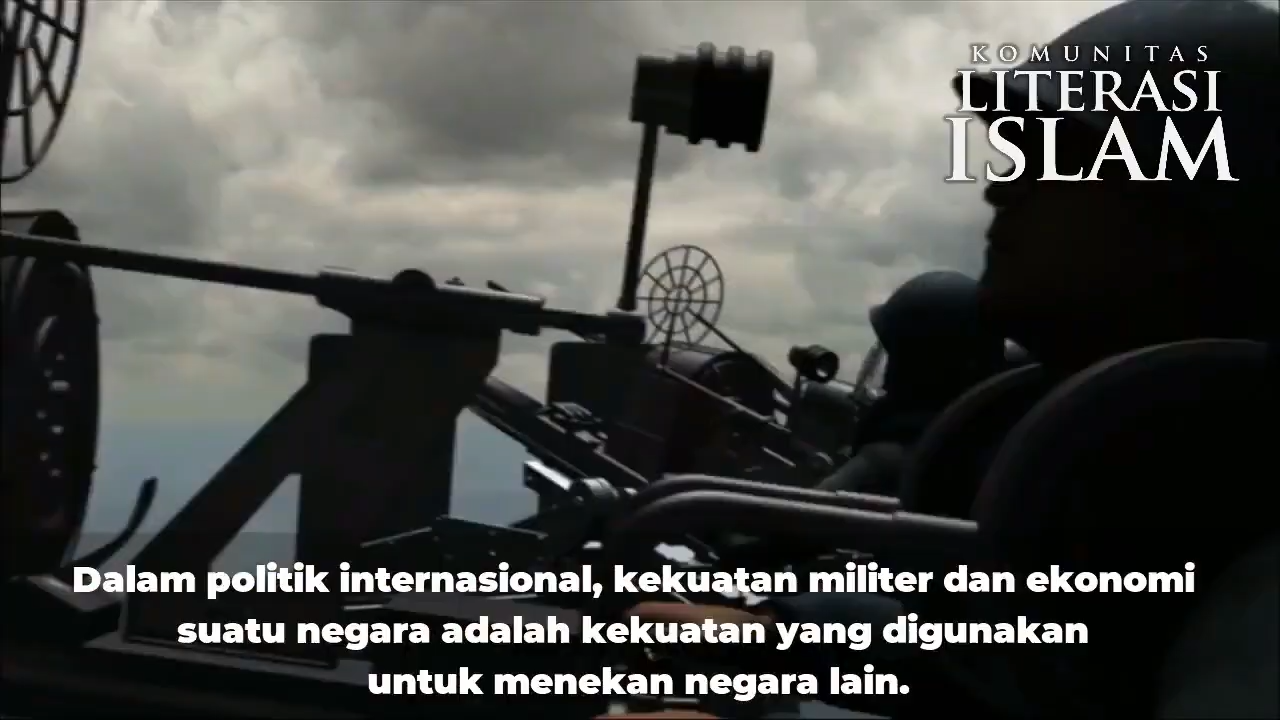 KOMUNITAS
LITERASI
ISLAM
Dalam politik internasional, kekuatan militer dan ekonomi
suatu negara adalah kekuatan yang digunakan
untuk menekan negara lain.